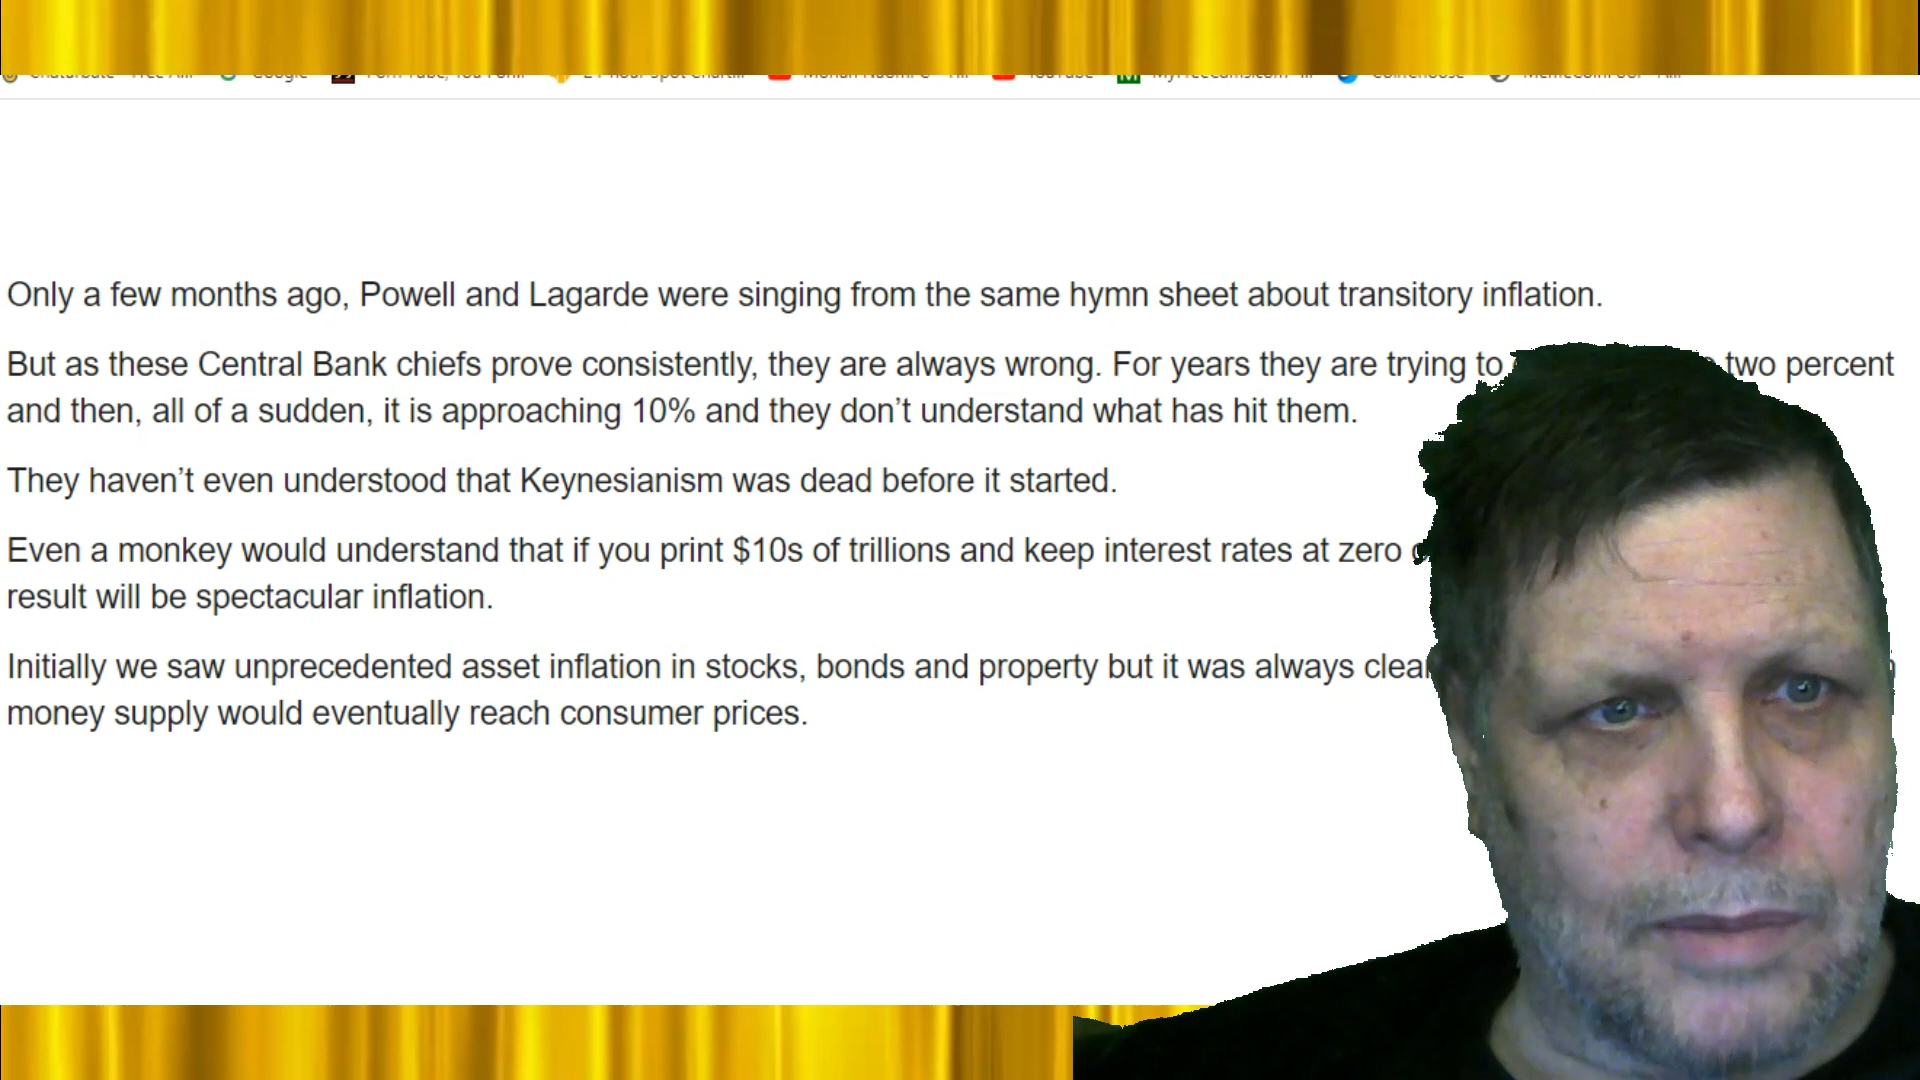 Google
YouTube
Only a few months ago, Powell and Lagarde were singing from the same hymn sheet about transitory inflation.
But as these Central Bank chiefs prove consistently, they are always wrong. For years they are trying to two percent
and then, all of a sudden, it is approaching 10% and they don’t understand what has hit them.
They haven’t even understood that Keynesianism was dead before it started.
Even a monkey would understand that if you print $10s of trillions and keep interest rates at zero
result will be spectacular inflation.
Initially we saw unprecedented asset inflation in stocks, bonds and property but it was always clear
money supply would eventually reach consumer prices.